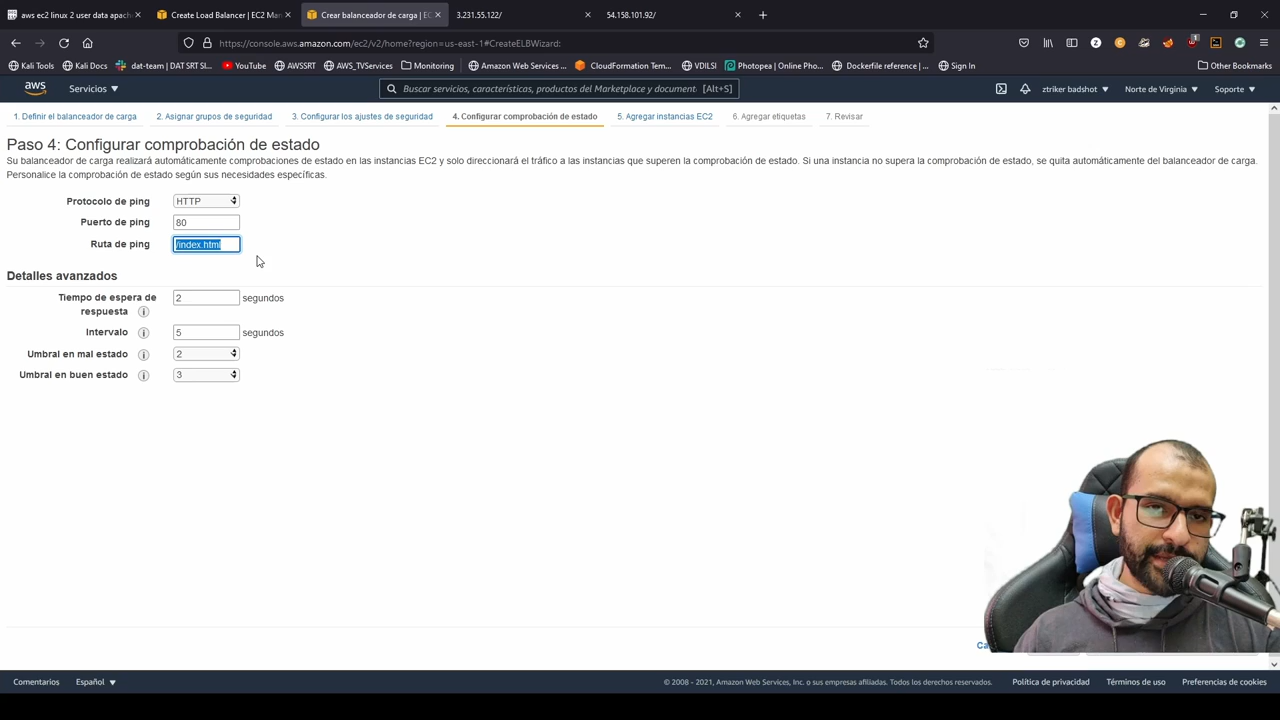 aws ec2 linux 2 user data apach
Create Load Balancer | EC2 Man
Crear balanceador de carga | EC
3.231.55.122/
54.158.101.92/
https://console.aws.amazon.com/ec2/v2/home?region=us-east-1#CreateELBWizard:
Kali Tools
Kali Docs
dat-team | DAT SRT SI...
YouTube
AWSSRT
AWS_TVServices
Monitoring
Amazon Web Services ...
CloudFormation Tem...
VDILSI
Photopea | Online Pho...
Dockerfile reference | ...
Sign In
Other Bookmarks
aws
Servicios
Buscar servicios, características, productos del Marketplace y document
[Alt+S]
ztriker badshot
Norte de Virginia
Soporte
1. Definir el balanceador de carga
2. Asignar grupos de seguridad
3. Configurar los ajustes de seguridad
4. Configurar comprobación de estado
5. Agregar instancias EC2
6. Agregar etiquetas
7. Revisar
Paso 4: Configurar comprobación de estado
Su balanceador de carga realizará automáticamente comprobaciones de estado en las instancias EC2 y solo direccionará el tráfico a las instancias que superen la comprobación de estado. Si una instancia no supera la comprobación de estado, se quita automáticamente del balanceador de carga.
Personalice la comprobación de estado según sus necesidades específicas.
Protocolo de ping
HTTP
Puerto de ping
80
Ruta de ping
/index.html
Detalles avanzados
Tiempo de espera de
respuesta
2
segundos
Intervalo
5
segundos
Umbral en mal estado
2
Umbral en buen estado
3
Comentarios
Español
© 2008 - 2021, Amazon Web Services, Inc. o sus empresas afiliadas. Todos los derechos reservados.
Política de privacidad
Términos de uso
Preferencias de cookies